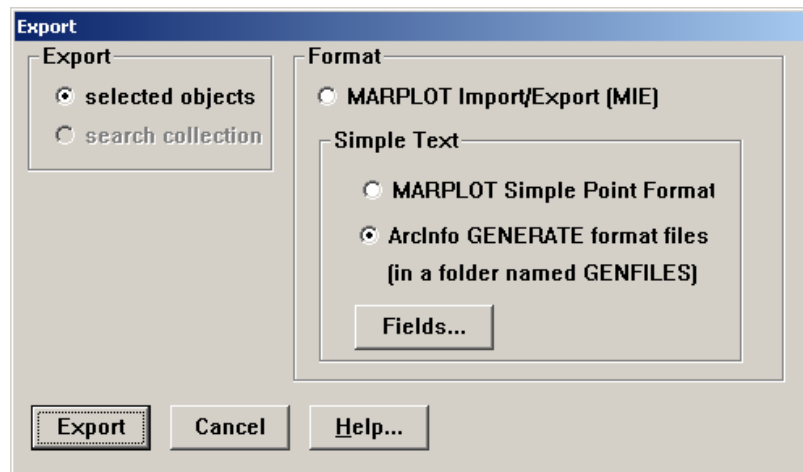 Export
Export
selected objects
search collection
Format
MARPLOT Import/Export (MIE)
Simple Text
MARPLOT Simple Point Format
ArcInfo GENERATE format files
(in a folder named GENFILES)
Fields...
Export
Cancel
Help...